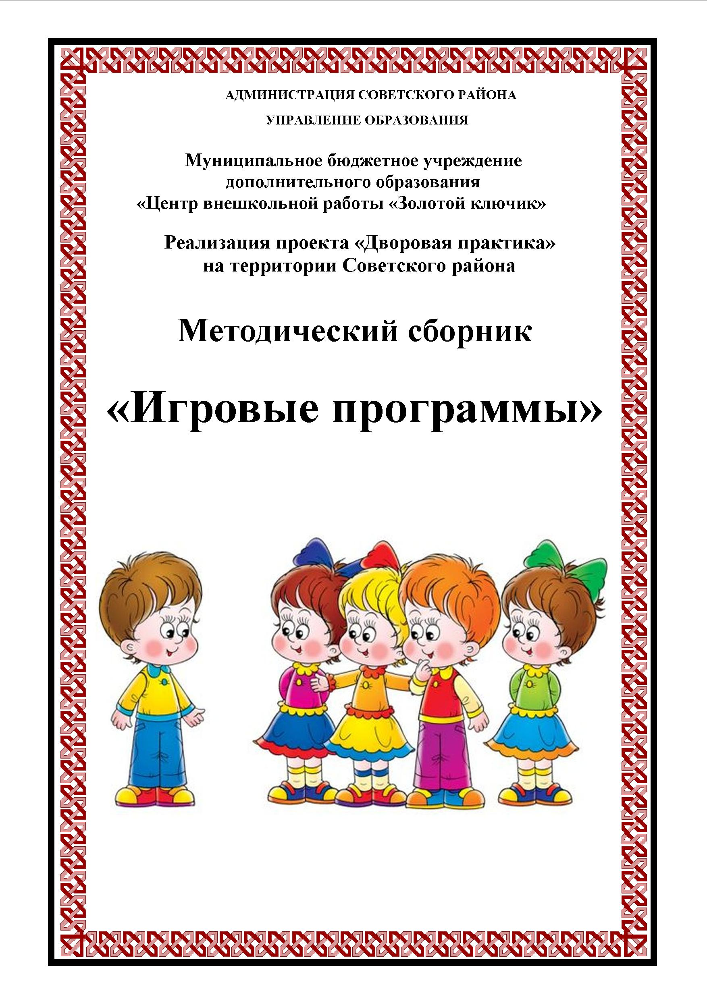 АДМИНИСТРАЦИЯ СОВЕТСКОГО РАЙОНА
УПРАВЛЕНИЕ ОБРАЗОВАНИЯ
Муниципальное бюджетное учреждение
дополнительного образования
«Центр внешкольной работы «Золотой ключик»
Реализация проекта «Дворовая практика»
на территории Советского района
Методический сборник
«Игровые программы»